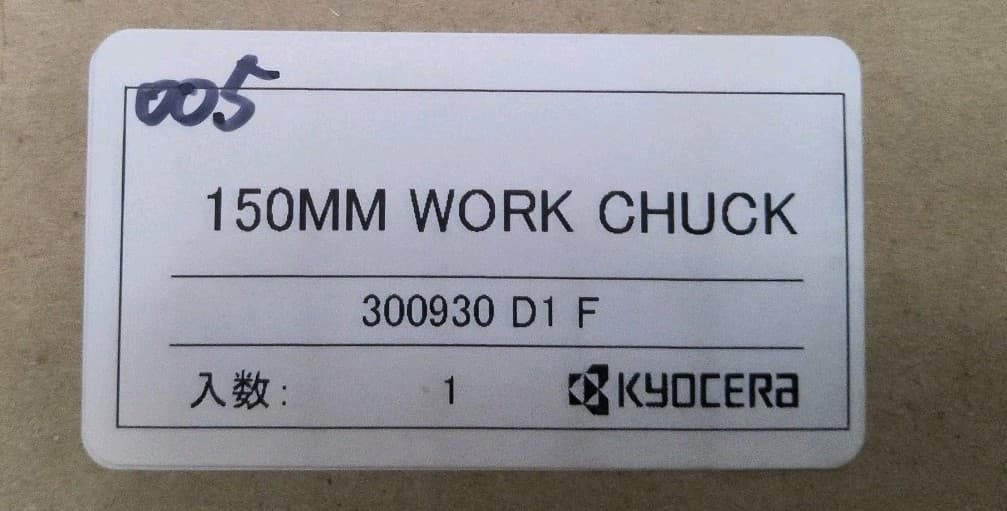 005
150MM WORK CHUCK
300930 D1 F
入数: 1 KYOCERA